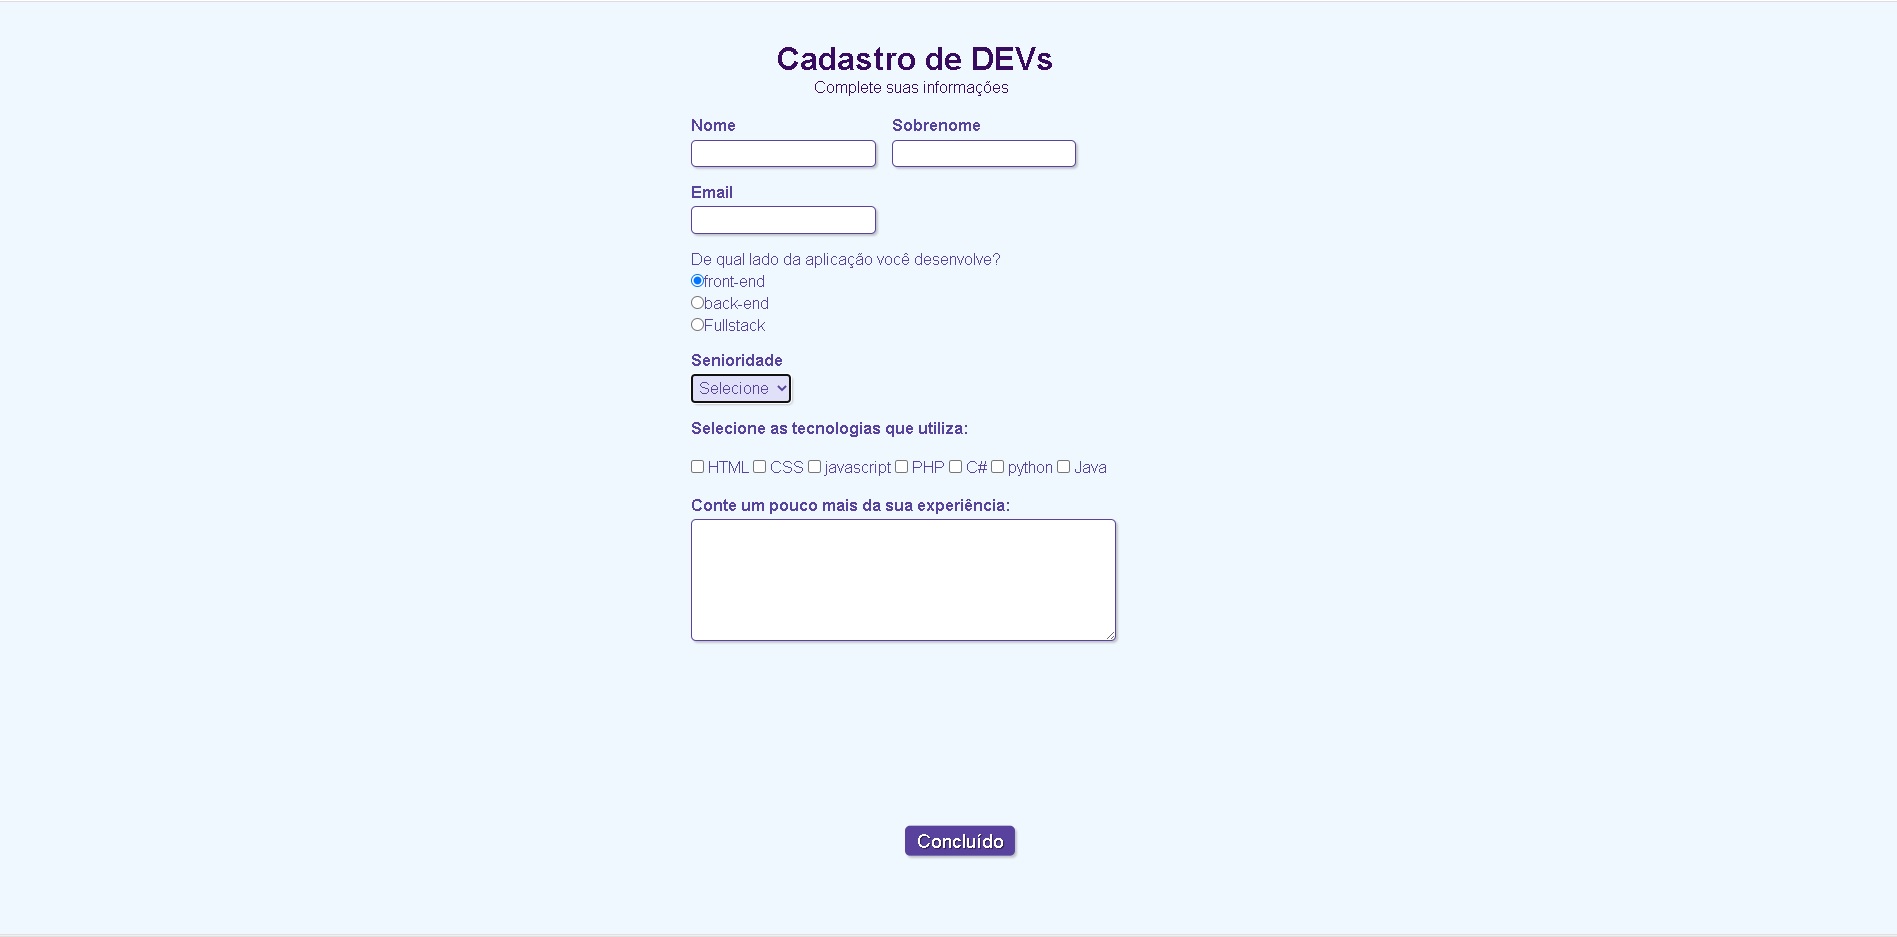 Cadastro de DEVs
Complete suas informações
Nome Sobrenome
Email
De qual lado da aplicação você desenvolve?
front-end
back-end
Fullstack
Senioridade
Selecione
Selecione as tecnologias que utiliza:
HTML CSS javascript PHP C# python Java
Conte um pouco mais da sua experiência:
Concluído